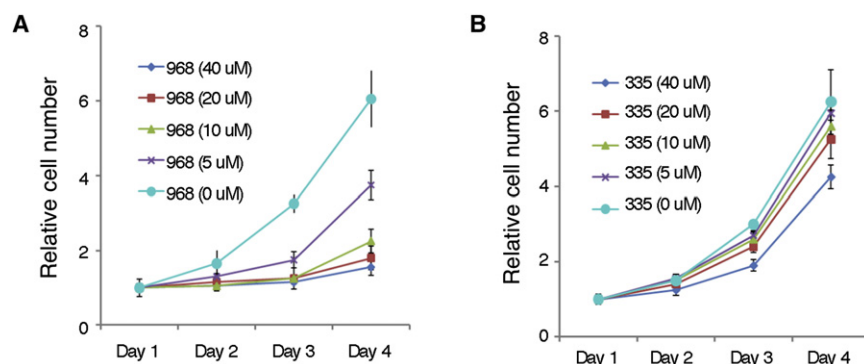 A
Relative cell number
8
6
4
2
0
968 (40 uM)
968 (20 uM)
968 (10 uM)
968 (5 uM)
968 (0 uM)
Day 1 Day 2 Day 3 Day 4
B
Relative cell number
8
6
4
2
0
335 (40 uM)
335 (20 uM)
335 (10 uM)
335 (5 uM)
335 (0 uM)
Day 1 Day 2 Day 3 Day 4